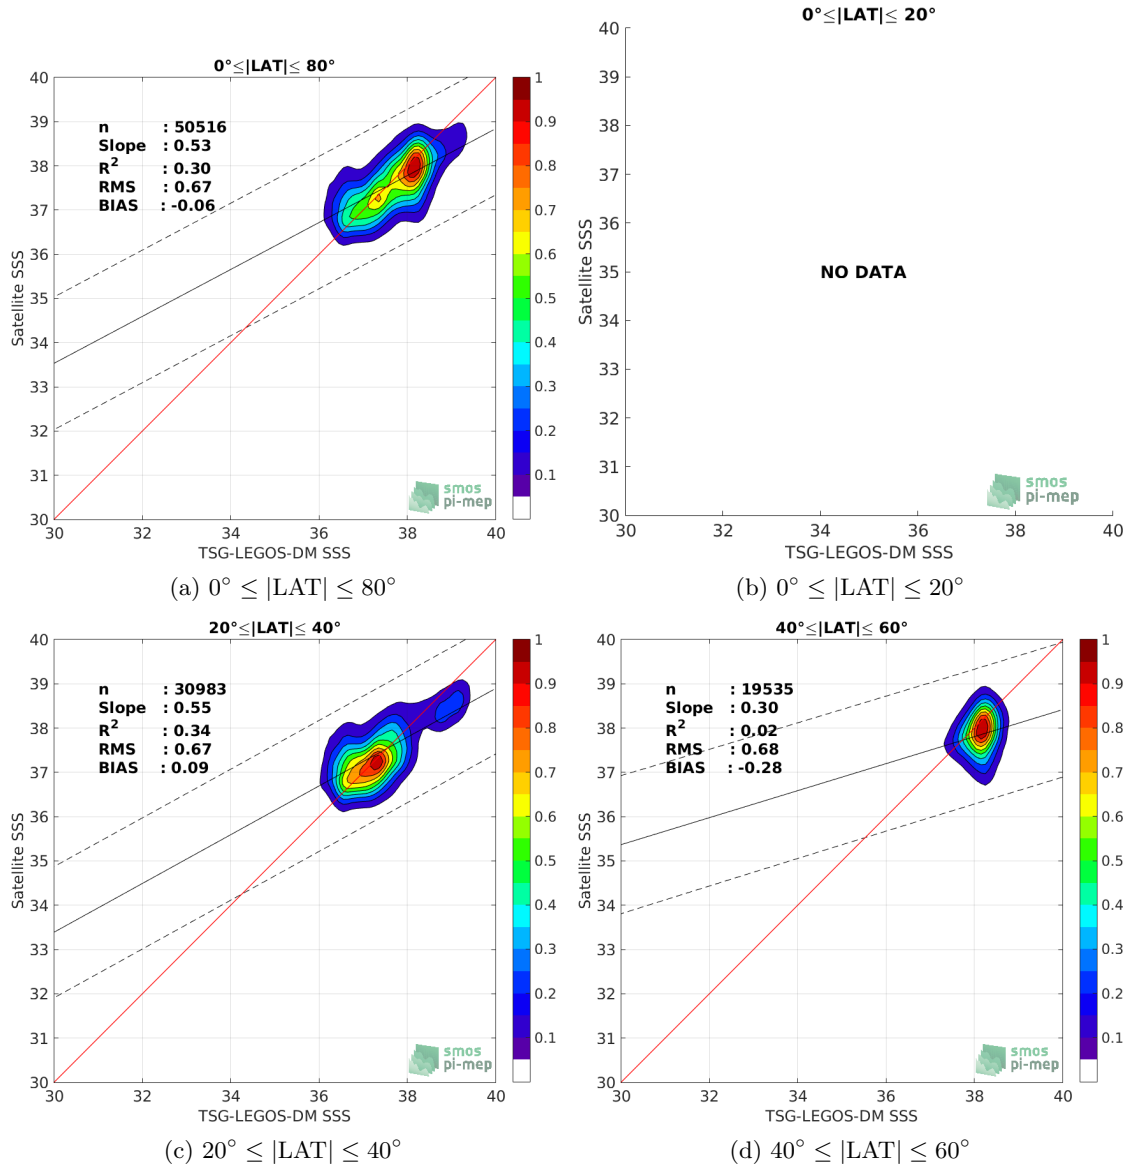 0°≤|LAT|≤ 80°
40
39
38
37
36
35
34
33
32
31
30
n : 50516
Slope : 0.53
R² : 0.30
RMS : 0.67
BIAS : -0.06
1
0.9
0.8
0.7
0.6
0.5
0.4
0.3
0.2
0.1
smos
pi-mep
30 32 34 36 38 40
Satellite SSS
TSG-LEGOS-DM SSS
(a) 0° ≤ |LAT| ≤ 80°
0°≤|LAT|≤ 20°
40
39
38
37
36
35
34
33
32
31
30
NO DATA
smos
pi-mep
30 32 34 36 38 40
Satellite SSS
TSG-LEGOS-DM SSS
(b) 0° ≤ |LAT| ≤ 20°
20°≤|LAT|≤ 40°
40
39
38
37
36
35
34
33
32
31
30
n : 30983
Slope : 0.55
R² : 0.34
RMS : 0.67
BIAS : 0.09
1
0.9
0.8
0.7
0.6
0.5
0.4
0.3
0.2
0.1
smos
pi-mep
30 32 34 36 38 40
Satellite SSS
TSG-LEGOS-DM SSS
(c) 20° ≤ |LAT| ≤ 40°
40°≤|LAT|≤ 60°
40
39
38
37
36
35
34
33
32
31
30
n : 19535
Slope : 0.30
R² : 0.02
RMS : 0.68
BIAS : -0.28
1
0.9
0.8
0.7
0.6
0.5
0.4
0.3
0.2
0.1
smos
pi-mep
30 32 34 36 38 40
Satellite SSS
TSG-LEGOS-DM SSS
(d) 40° ≤ |LAT| ≤ 60°